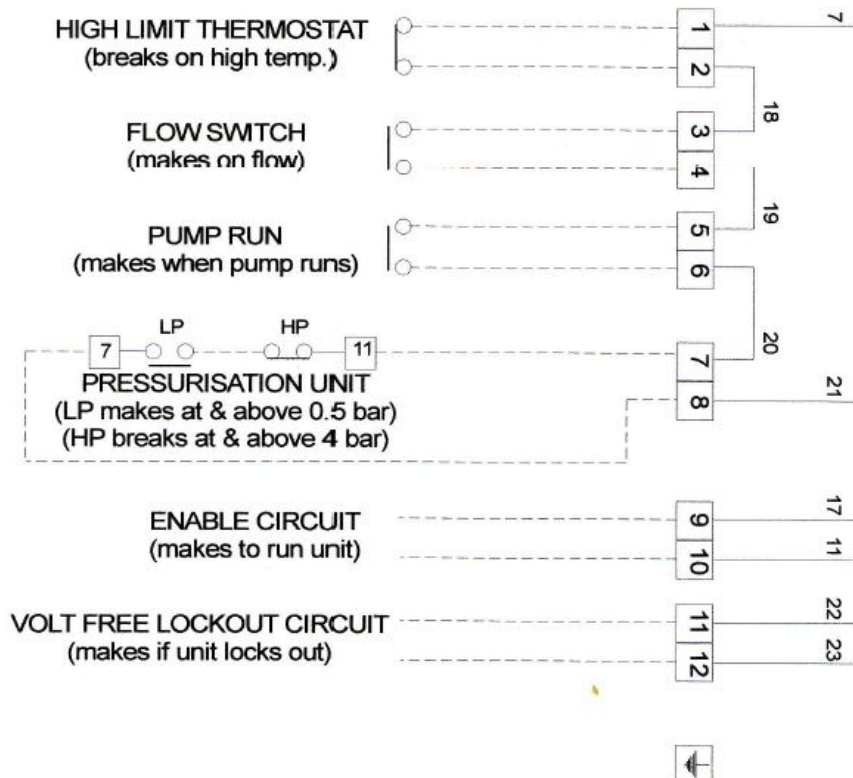 HIGH LIMIT THERMOSTAT
(breaks on high temp.)
1
7
2
18
FLOW SWITCH
(makes on flow)
3
4
19
PUMP RUN
(makes when pump runs)
5
6
20
LP
HP
7
11
7
PRESSURISATION UNIT
(LP makes at & above 0.5 bar)
(HP breaks at & above 4 bar)
8
21
ENABLE CIRCUIT
(makes to run unit)
9
17
10
11
VOLT FREE LOCKOUT CIRCUIT
(makes if unit locks out)
11
22
12
23